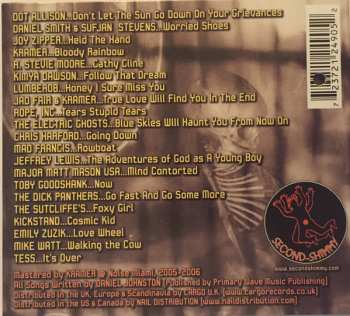 DOT ALLISON...Don't Let The Sun Go Down On Your Grievances
DANIEL SMITH & SUFJAN STEVENS..Worried Shoes
JOY ZIPPER...Held The Hand
KRAMER...Bloody Rainbow
R. STEVIE MOORE...Cathy Cline
KIMYA DAWSON...Follow That Dream
LUMBEROB...Honey I Sure Miss You
JAD FAIR & KRAMER...True Love Will Find You In The End
HOPE, INC...Tears Stupid Tears
THE ELECTRIC GHOSTS..Blue Skies Will Haunt You From Now On
CHRIS HARFORD...Going Down
MAD FRANCIS...Rowboat
JEFFREY LEWIS...The Adventures of God as A Young Boy
MAJOR MATT MASON USA...Mind Contorted
TOBY GOODSHANK...Now
THE DICK PANTHERS...Go Fast And Go Some More
THE SUTCLIFFE'S...Foxy Girl
KICKSTAND...Cosmic Kid
EMILY ZUZIK...Love Wheel
MIKE WATT...Walking the Cow
TESS...It's Over
Mastered by KRAMER @ Noise Miami, 2005-2006
All Songs Written by DANIEL JOHNSTON (Published by Primary Wave Music Publishing)
Distributed in the UK, Europe & Scandinavia by CARGO U.K. (www.cargorecords.co.uk)
Distributed in the US & Canada by NAIL DISTRIBUTION (www.naildistribution.com)
7 23721 24905 2
SECOND-SHIMMY
www.secondshimmy.com